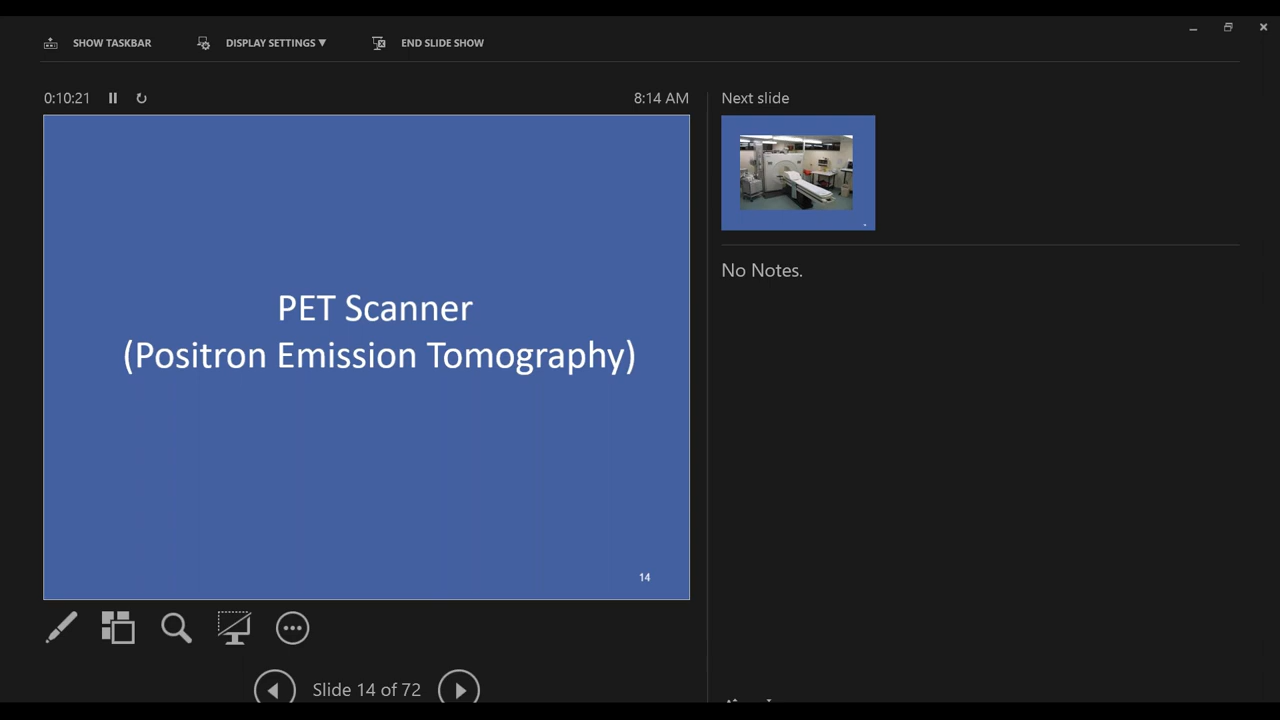 SHOW TASKBAR
DISPLAY SETTINGS ▼
END SLIDE SHOW
0:10:21
8:14 AM
Next slide
No Notes.
PET Scanner
(Positron Emission Tomography)
14
Slide 14 of 72